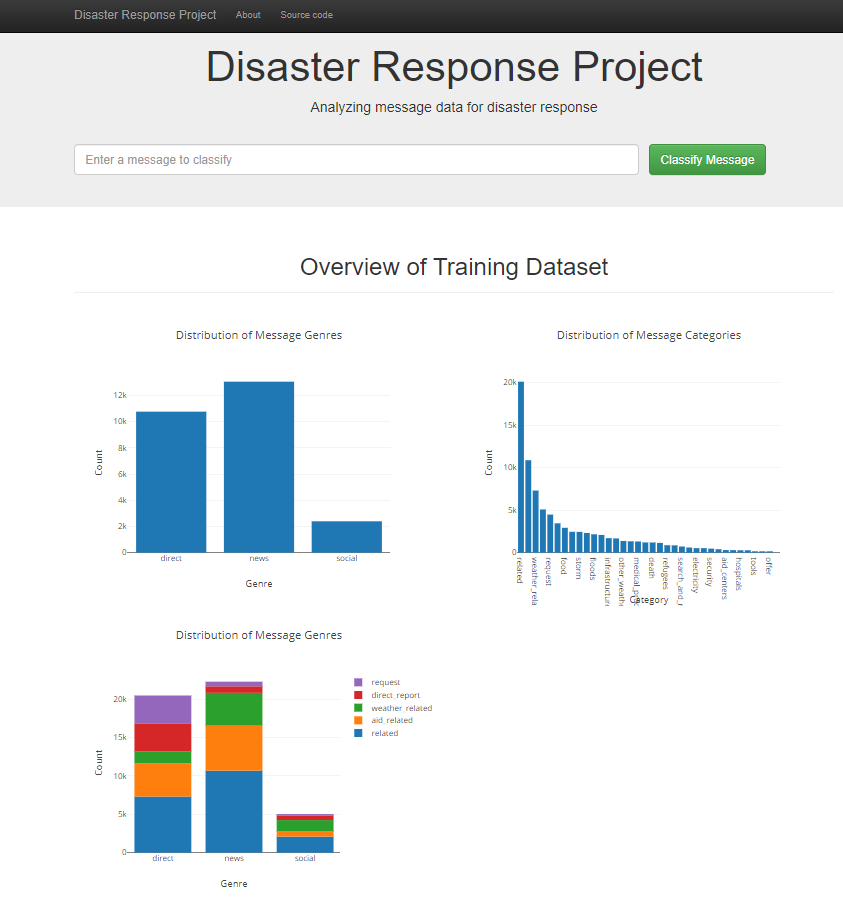 Disaster Response Project About Source code
Disaster Response Project
Analyzing message data for disaster response
Enter a message to classify Classify Message
Overview of Training Dataset
Distribution of Message Genres
12k
10k
8k
6k
4k
2k
0
Count
direct news social
Genre
Distribution of Message Categories
20k
15k
10k
5k
0
Count
related
weather_rela
request
food
storm
floods
infrastructur
other_weath
death
refugees
search_and_r
electricity
security
aid_centers
hospitals
tools
offer
Category
Distribution of Message Genres
20k
15k
10k
5k
0
Count
direct news social
Genre
request
direct_report
weather_related
aid_related
related